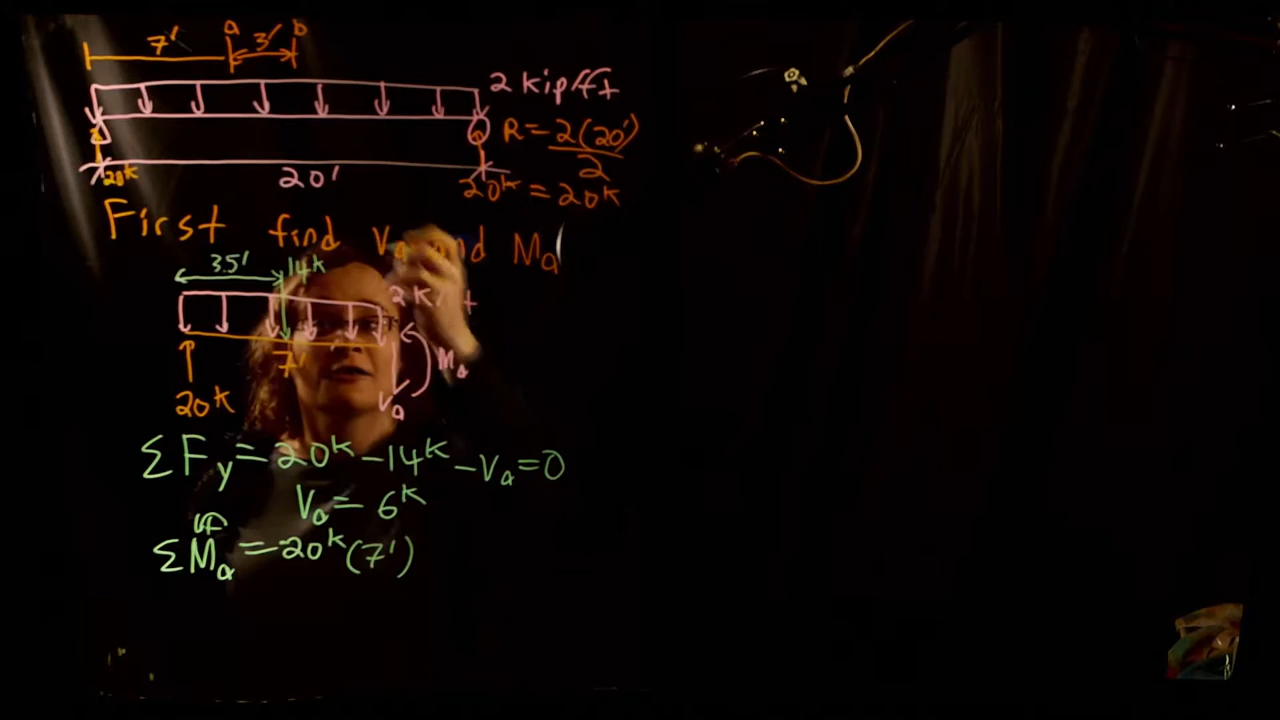 7' a 3' b
2 kip/ft
R = 2(20')
2
20k 20' 20k = 20k
First find Va and Ma
3.5' 14k
2 k/ t
7' Ma
20k Va
ΣFy = 20k - 14k - Va = 0
Va = 6k
ΣMa = -20k(7')